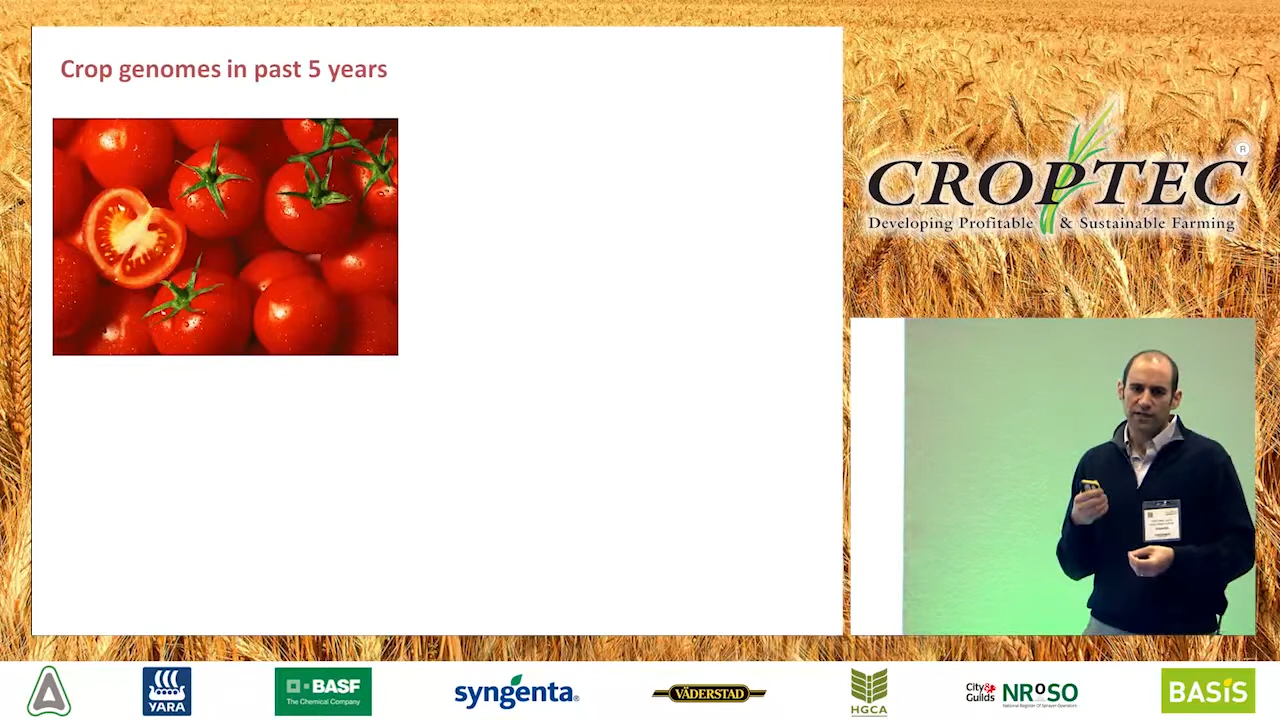 Crop genomes in past 5 years
CROPTEC ®
Developing Profitable & Sustainable Farming
YARA
BASF
The Chemical Company
syngenta®
VÄDERSTAD
HGCA
City& Guilds
NRoSO
National Register Of Sprayer Operators
BASiS